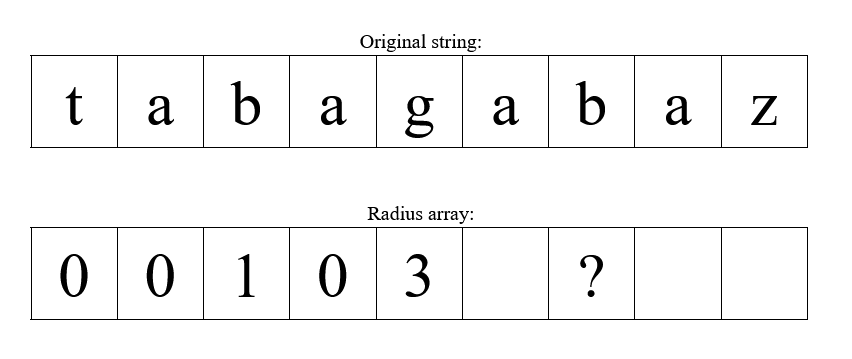 Original string:
t a b a g a b a z
Radius array:
0 0 1 0 3 ?